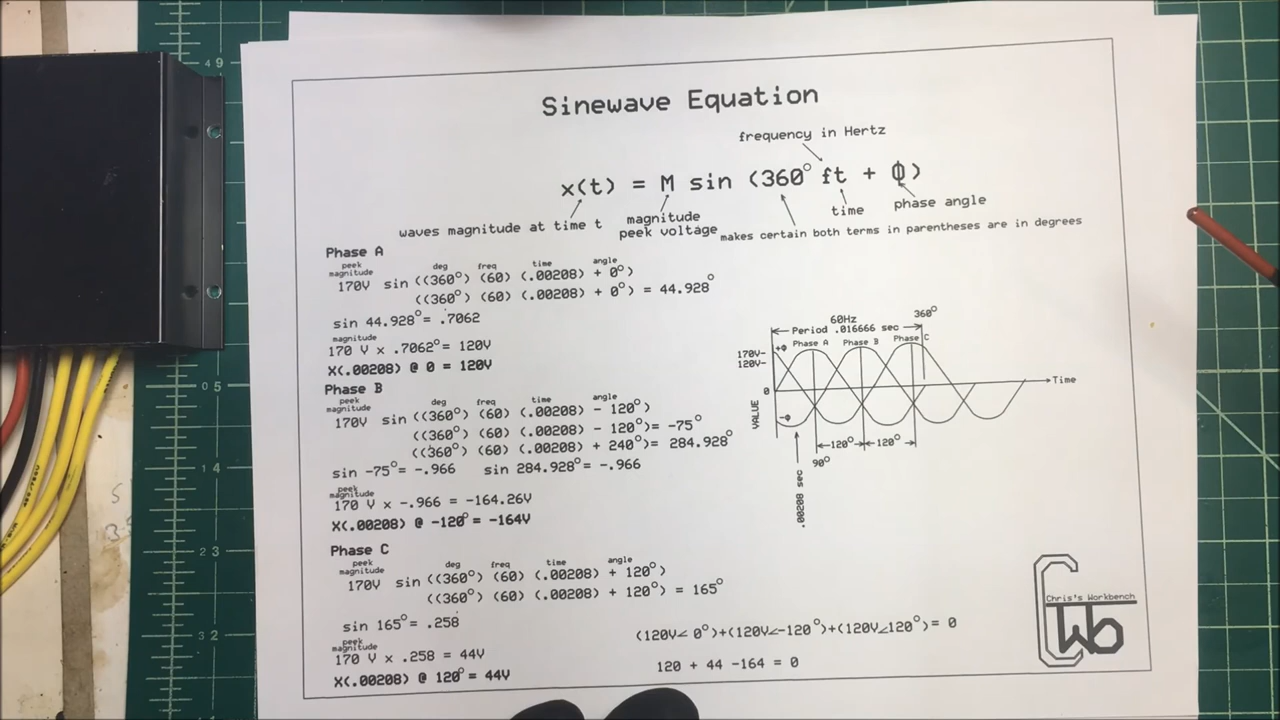 Sinewave Equation
frequency in Hertz
x(t) = M sin (360° ft + Φ)
waves magnitude at time t
magnitude
peek voltage
makes certain both terms in parentheses are in degrees
time
phase angle
Phase A
peek
magnitude
deg freq time angle
170V sin ((360°) (60) (.00208) + 0°)
((360°) (60) (.00208) + 0°) = 44.928°
sin 44.928°= .7062
magnitude
170 V x .7062°= 120V
X(.00208) @ 0 = 120V
Phase B
peek
magnitude
deg freq time angle
170V sin ((360°) (60) (.00208) - 120°)
((360°) (60) (.00208) - 120°)= -75°
((360°) (60) (.00208) + 240°)= 284.928°
sin -75°= -.966 sin 284.928°= -.966
peek
magnitude
170 V x -.966 = -164.26V
X(.00208) @ -120°= -164V
Phase C
peek
magnitude
deg freq time angle
170V sin ((360°) (60) (.00208) + 120°)
((360°) (60) (.00208) + 120°) = 165°
sin 165°= .258
peek
magnitude
170 V x .258 = 44V
X(.00208) @ 120°= 44V
60Hz
360°
Period .016666 sec
+Φ Phase A Phase B Phase C
170V-
120V-
0
Time
VALUE
-Φ
120° 120°
90°
.00208 sec
(120V∠ 0°)+(120V∠-120°)+(120V∠120°)= 0
120 + 44 -164 = 0
Chris's Workbench
CWb
49
05
14
23
32